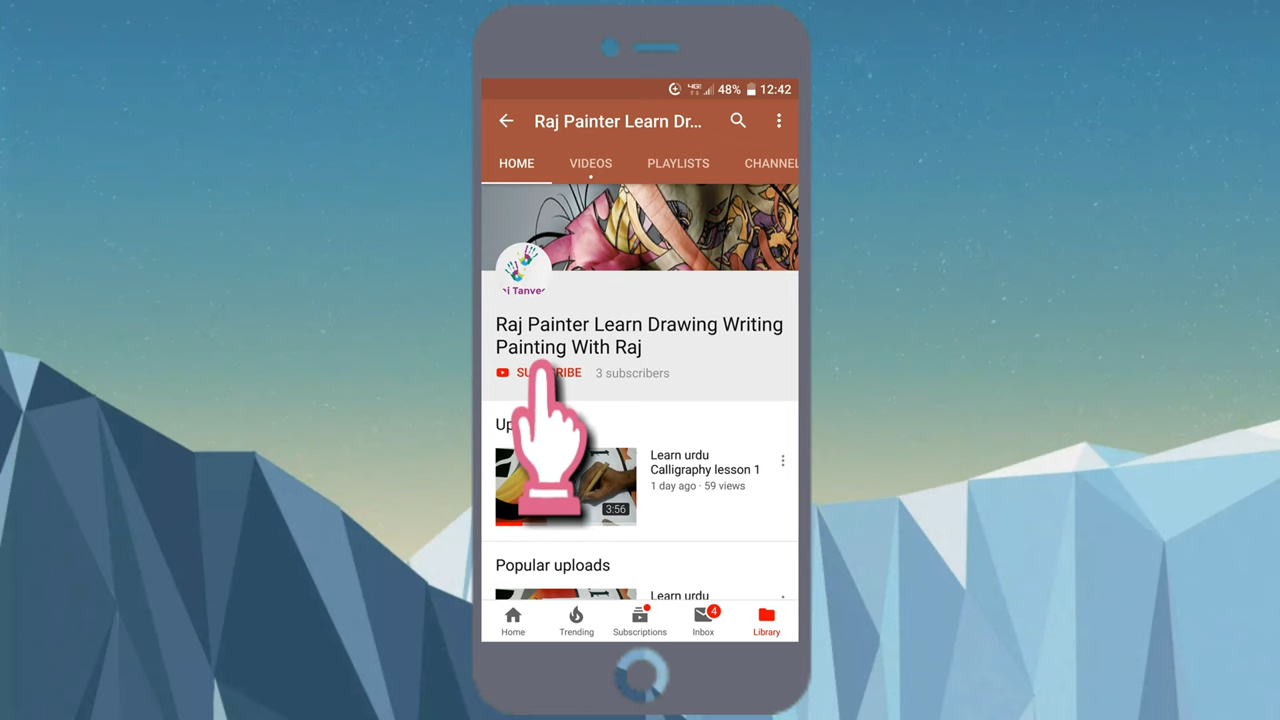 48% 12:42
Raj Painter Learn Dr...
HOME VIDEOS PLAYLISTS CHANNEL
Raj Painter Learn Drawing Writing
Painting With Raj
3 subscribers
Learn urdu
Calligraphy lesson 1
1 day ago · 59 views
3:56
Popular uploads
Learn urdu
4
Home Trending Subscriptions Inbox Library